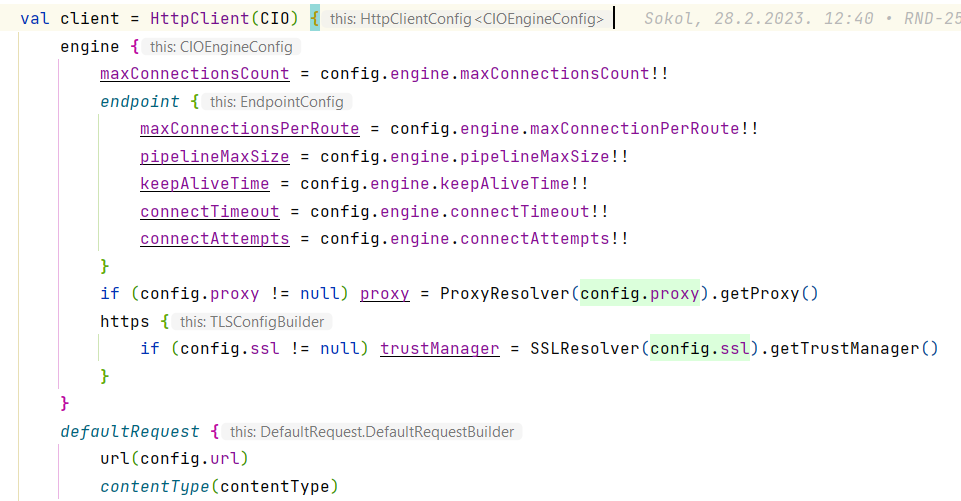 val client = HttpClient(CIO) { this: HttpClientConfig<CIOEngineConfig> Sokol, 28.2.2023. 12:40 • RND-25
engine { this: CIOEngineConfig
maxConnectionsCount = config.engine.maxConnectionsCount!!
endpoint { this: EndpointConfig
maxConnectionsPerRoute = config.engine.maxConnectionPerRoute!!
pipelineMaxSize = config.engine.pipelineMaxSize!!
keepAliveTime = config.engine.keepAliveTime!!
connectTimeout = config.engine.connectTimeout!!
connectAttempts = config.engine.connectAttempts!!
}
if (config.proxy != null) proxy = ProxyResolver(config.proxy).getProxy()
https { this: TLSConfigBuilder
if (config.ssl != null) trustManager = SSLResolver(config.ssl).getTrustManager()
}
}
defaultRequest { this: DefaultRequest.DefaultRequestBuilder
url(config.url)
contentType(contentType)